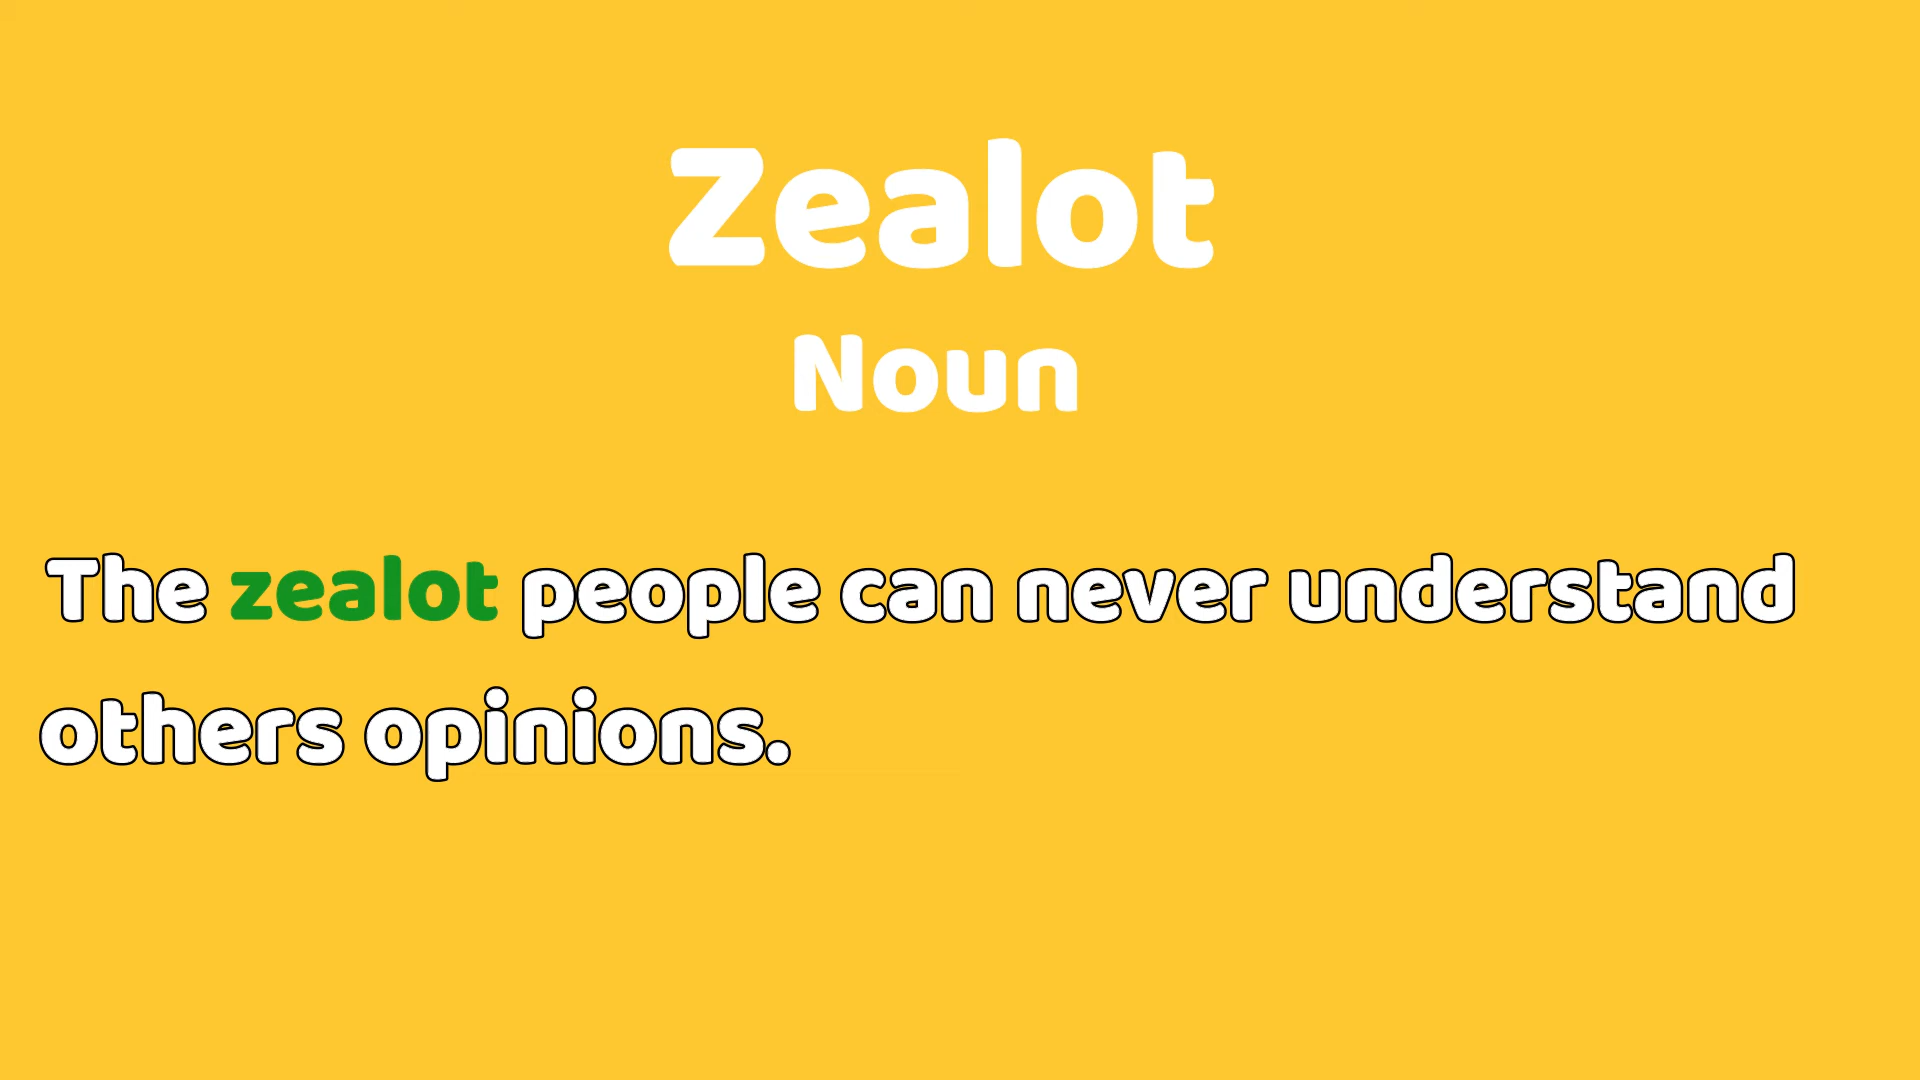 Zealot
Noun
The zealot people can never understand
others opinions.